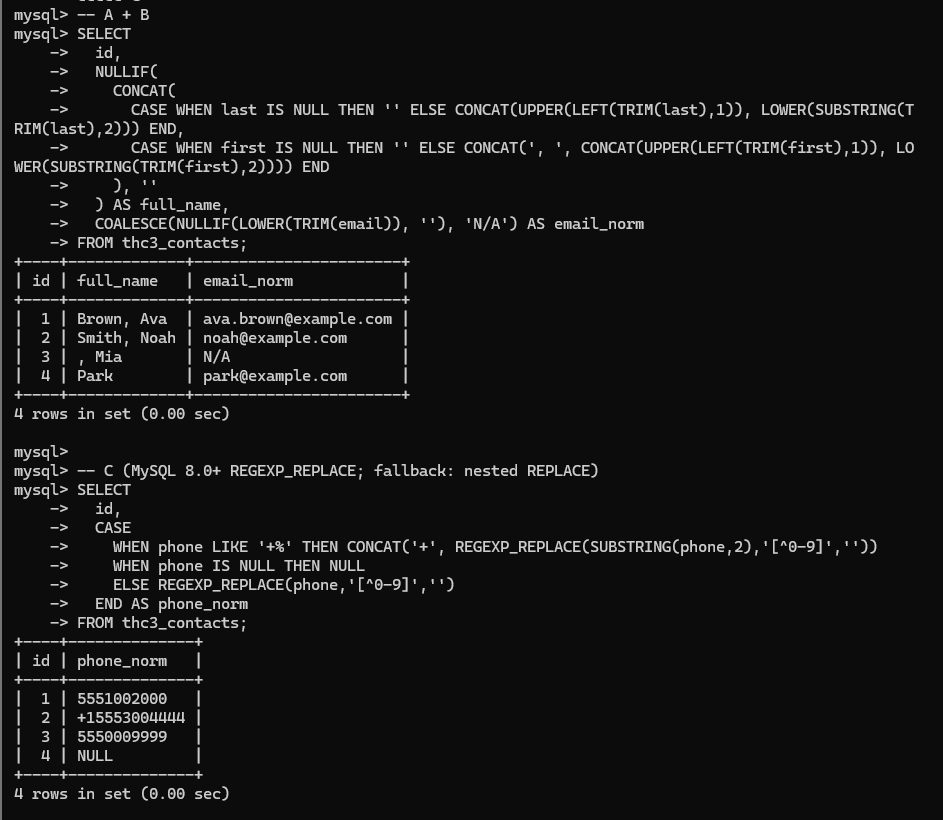 mysql> -- A + B
mysql> SELECT
    ->   id,
    ->   NULLIF(
    ->     CONCAT(
    ->       CASE WHEN last IS NULL THEN '' ELSE CONCAT(UPPER(LEFT(TRIM(last),1)), LOWER(SUBSTRING(T
RIM(last),2))) END,
    ->       CASE WHEN first IS NULL THEN '' ELSE CONCAT(', ', CONCAT(UPPER(LEFT(TRIM(first),1)), LO
WER(SUBSTRING(TRIM(first),2)))) END
    ->     ), ''
    ->   ) AS full_name,
    ->   COALESCE(NULLIF(LOWER(TRIM(email)), ''), 'N/A') AS email_norm
    -> FROM thc3_contacts;
+----+-------------+-----------------------+
| id | full_name   | email_norm            |
+----+-------------+-----------------------+
|  1 | Brown, Ava  | ava.brown@example.com |
|  2 | Smith, Noah | noah@example.com      |
|  3 | , Mia       | N/A                   |
|  4 | Park        | park@example.com      |
+----+-------------+-----------------------+
4 rows in set (0.00 sec)

mysql>
mysql> -- C (MySQL 8.0+ REGEXP_REPLACE; fallback: nested REPLACE)
mysql> SELECT
    ->   id,
    ->   CASE
    ->     WHEN phone LIKE '+%' THEN CONCAT('+', REGEXP_REPLACE(SUBSTRING(phone,2),'[^0-9]',''))
    ->     WHEN phone IS NULL THEN NULL
    ->     ELSE REGEXP_REPLACE(phone,'[^0-9]','')
    ->   END AS phone_norm
    -> FROM thc3_contacts;
+----+--------------+
| id | phone_norm   |
+----+--------------+
|  1 | 5551002000   |
|  2 | +15553004444 |
|  3 | 5550009999   |
|  4 | NULL         |
+----+--------------+
4 rows in set (0.00 sec)